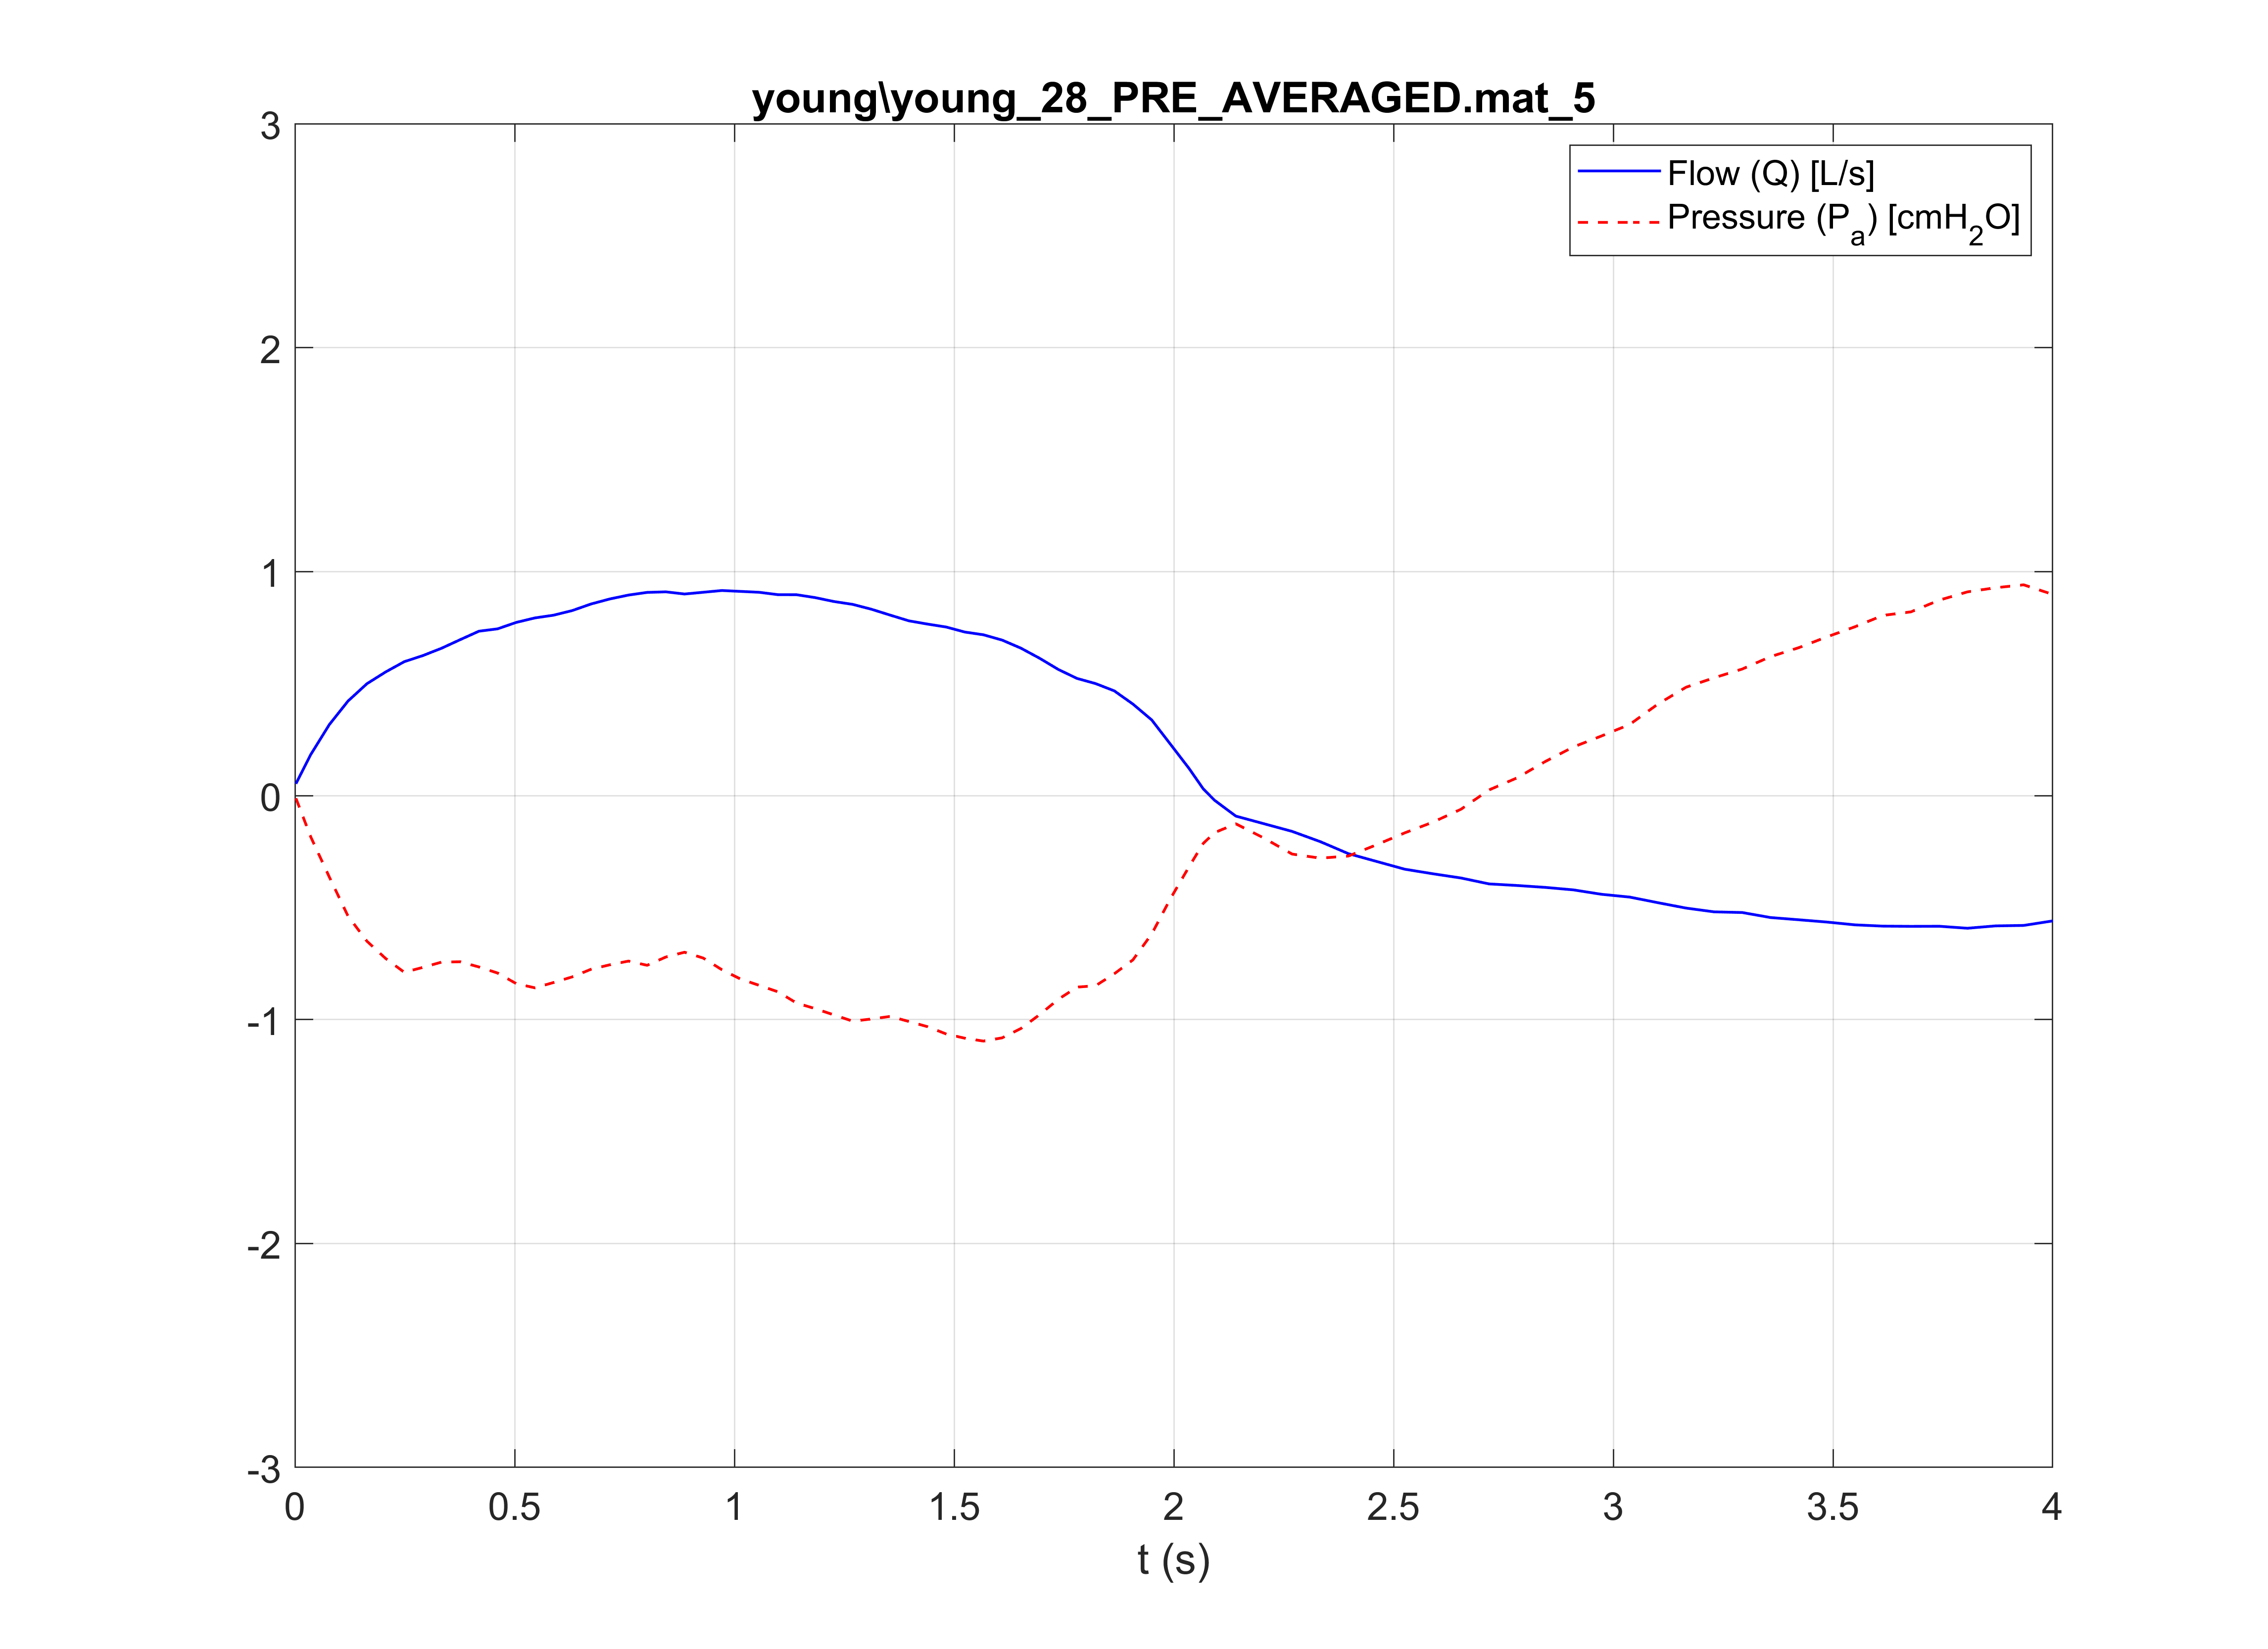 young\young_28_PRE_AVERAGED.mat_5
Flow (Q) [L/s]
Pressure (Pa) [cmH2O]
3
2
1
0
-1
-2
-3
0 0.5 1 1.5 2 2.5 3 3.5 4
t (s)